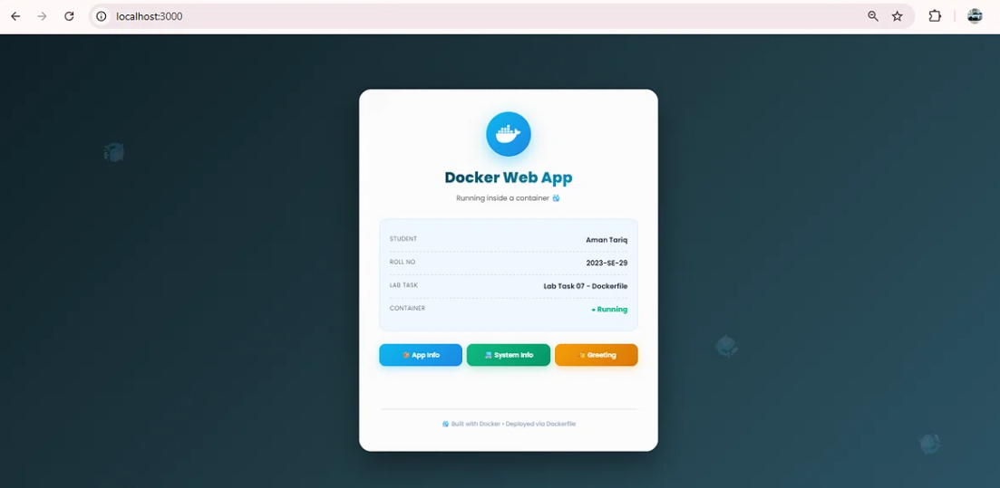 localhost:3000
Docker Web App
Running inside a container
STUDENT Aman Tariq
ROLL NO 2023-SE-29
LAB TASK Lab Task 07 - Dockerfile
CONTAINER ● Running
App Info System Info Greeting
Built with Docker • Deployed via Dockerfile